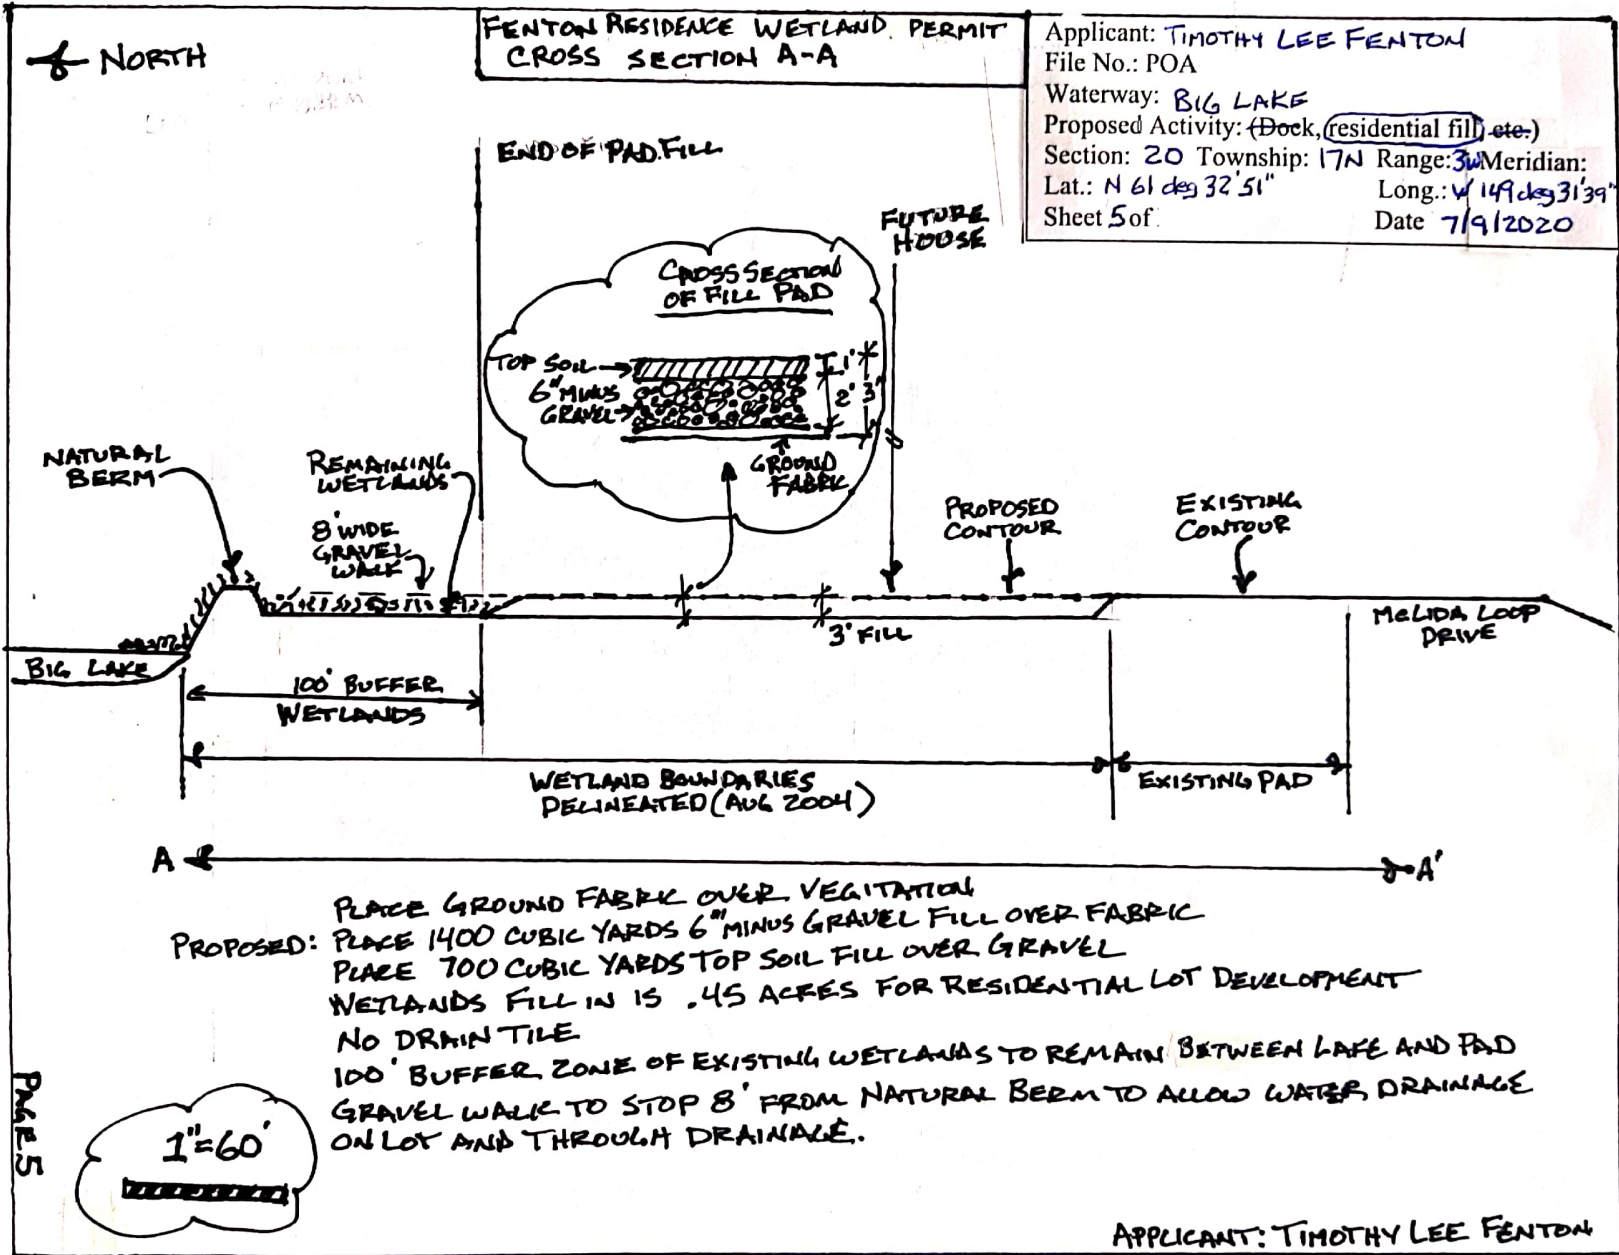 NORTH
FENTON RESIDENCE WETLAND PERMIT
CROSS SECTION A-A
Applicant: TIMOTHY LEE FENTON
File No.: POA
Waterway: BIG LAKE
Proposed Activity: (Dock, residential fill, etc.)
Section: 20 Township: 17N Range: 3W Meridian:
Lat.: N 61 deg 32'51" Long.: W 149 deg 31'39"
Sheet 5 of
Date 7/9/2020
END OF PAD FILL
FUTURE
HOUSE
CROSS SECTION
OF FILL PAD
TOP SOIL
6" MINUS
GRAVEL
1'
2'
3'
GROUND
FABRIC
NATURAL
BERM
REMAINING
WETLANDS
8' WIDE
GRAVEL
WALK
PROPOSED
CONTOUR
EXISTING
CONTOUR
3' FILL
MELIDA LOOP
DRIVE
BIG LAKE
100' BUFFER
WETLANDS
WETLAND BOUNDARIES
DELINEATED (AUG 2004)
EXISTING PAD
A A'
PLACE GROUND FABRIC OVER VEGITATION
PROPOSED: PLACE 1400 CUBIC YARDS 6" MINUS GRAVEL FILL OVER FABRIC
PLACE 700 CUBIC YARDS TOP SOIL FILL OVER GRAVEL
WETLANDS FILL IN IS .45 ACRES FOR RESIDENTIAL LOT DEVELOPMENT
NO DRAIN TILE
100' BUFFER ZONE OF EXISTING WETLANDS TO REMAIN BETWEEN LAKE AND PAD
GRAVEL WALK TO STOP 8' FROM NATURAL BERM TO ALLOW WATER DRAINAGE
ON LOT AND THROUGH DRAINAGE.
PAGE 5
1"=60'
APPLICANT: TIMOTHY LEE FENTON